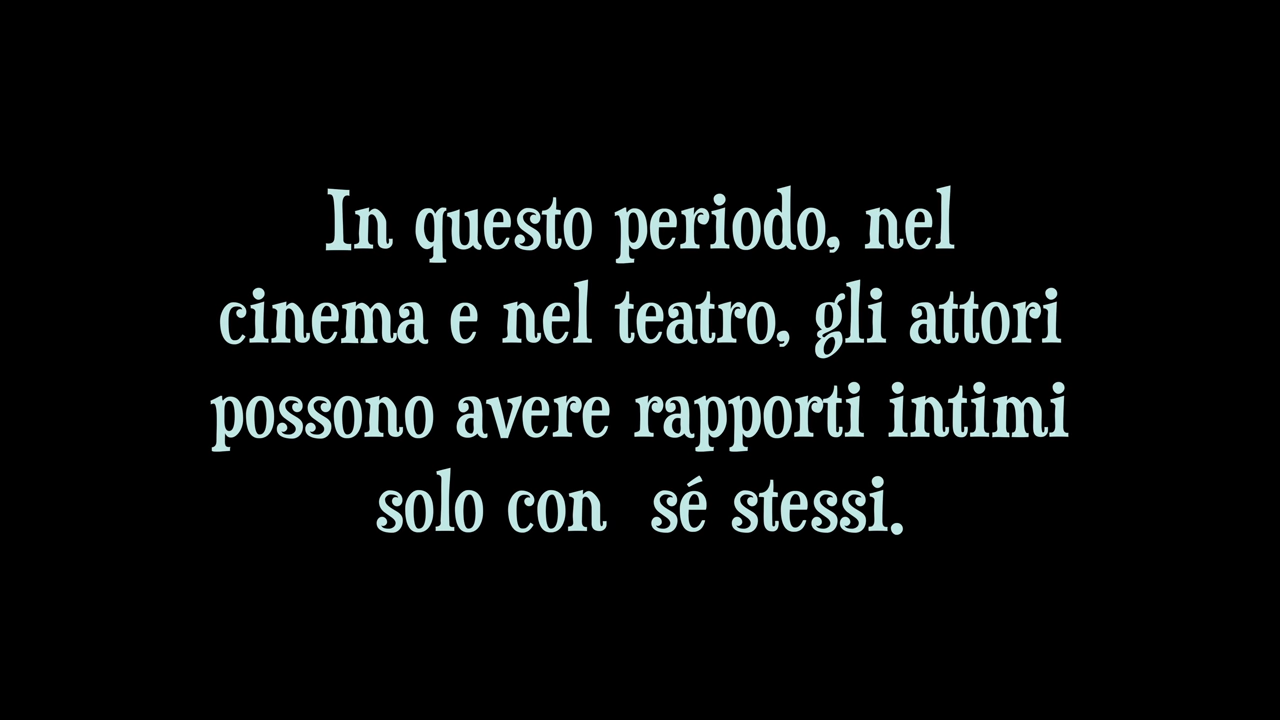 In questo periodo, nel
cinema e nel teatro, gli attori
possono avere rapporti intimi
solo con  sé stessi.